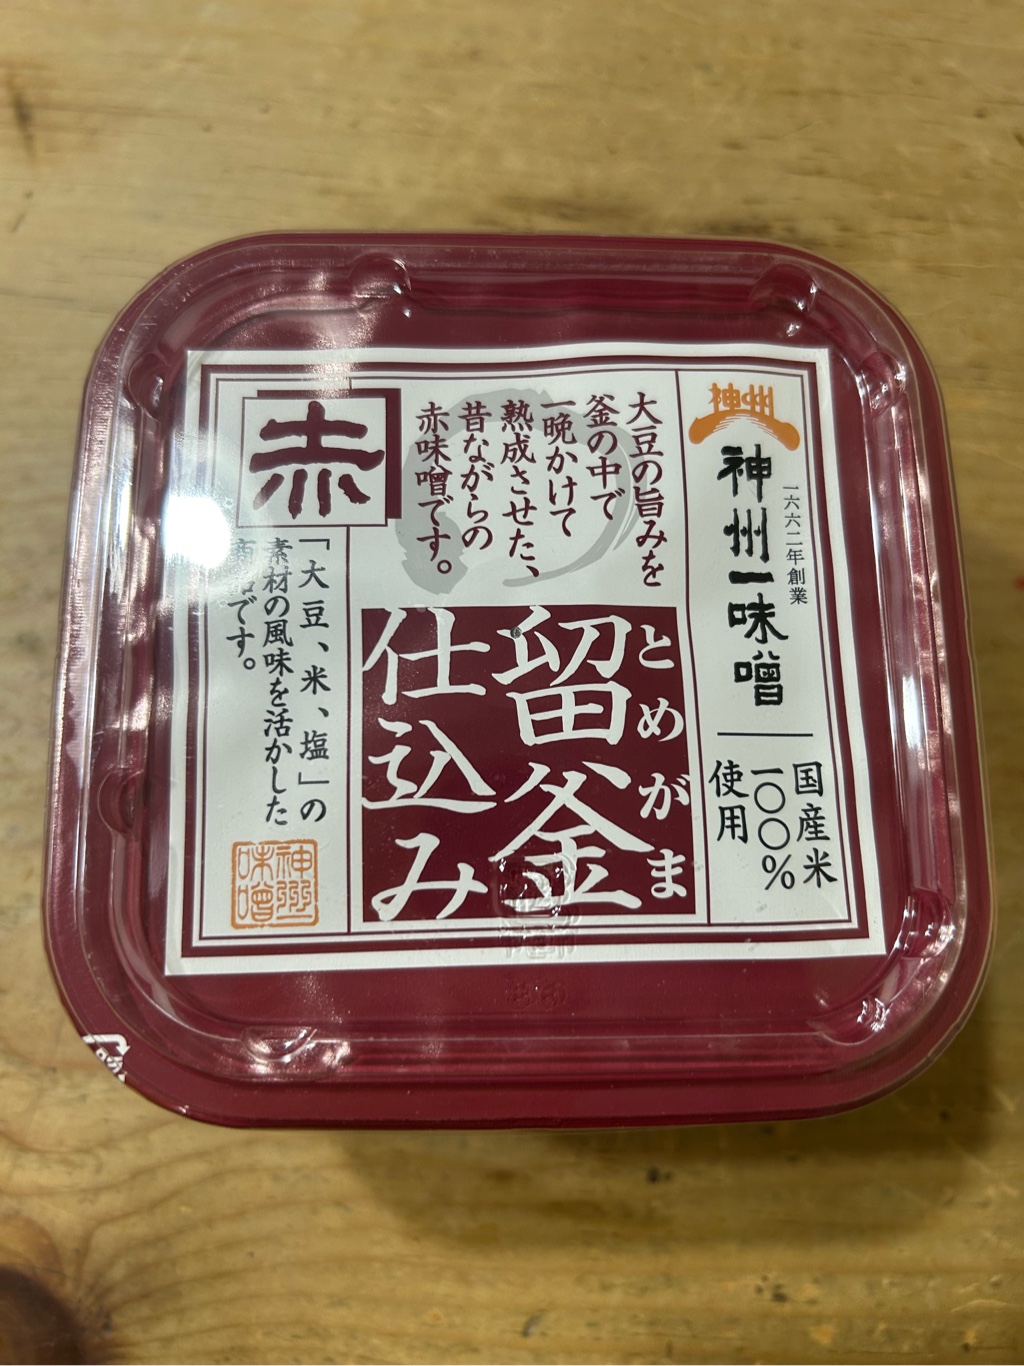 神州
神州一味噌
一六六二年創業
国産米
一〇〇%
使用
大豆の旨みを
釜の中で
一晩かけて
熟成させた、
昔ながらの
赤味噌です。
とめがま
留釜
仕込み
赤
「大豆、米、塩」の
素材の風味を活かした
です。
神州
味噌